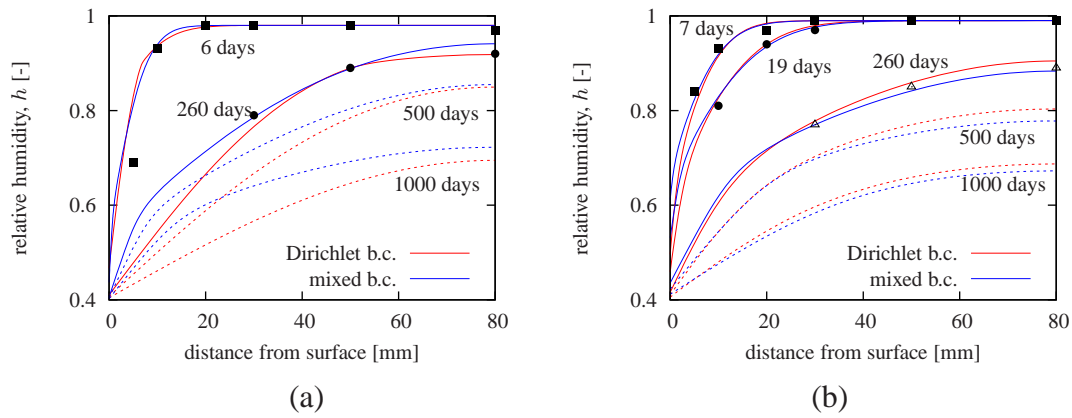 1
0.8
0.6
0.4
0 20 40 60 80
relative humidity, h [-]
distance from surface [mm]
6 days
260 days
500 days
1000 days
Dirichlet b.c.
mixed b.c.
(a)
1
0.8
0.6
0.4
0 20 40 60 80
relative humidity, h [-]
distance from surface [mm]
7 days
19 days
260 days
500 days
1000 days
Dirichlet b.c.
mixed b.c.
(b)